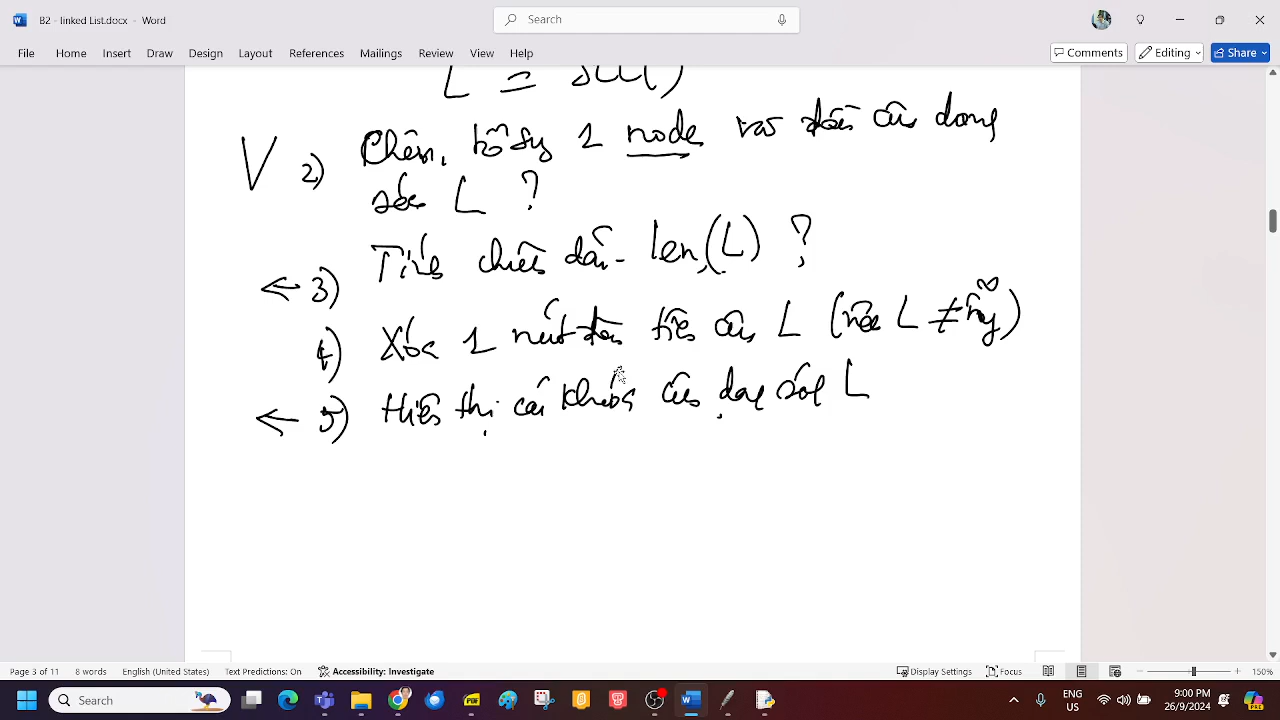 B2 - linked List.docx - Word
Search
File Home Insert Draw Design Layout References Mailings Review View Help
Comments Editing Share
L = SLL()
V 2) Chèn, bổ sung 1 node vào đầu của danh
sách L ?
← 3) Tính chiều dài len(L) ?
4) Xóa 1 nút đầu tiên của L (nếu L ≠ rỗng)
← 5) Hiển thị các khóa của danh sách L
Page 3 of 11 8 words English (United States) Text Predictions: On Accessibility: Investigate Display Settings Focus 150%
Search ENG US 9:00 PM 26/9/2024